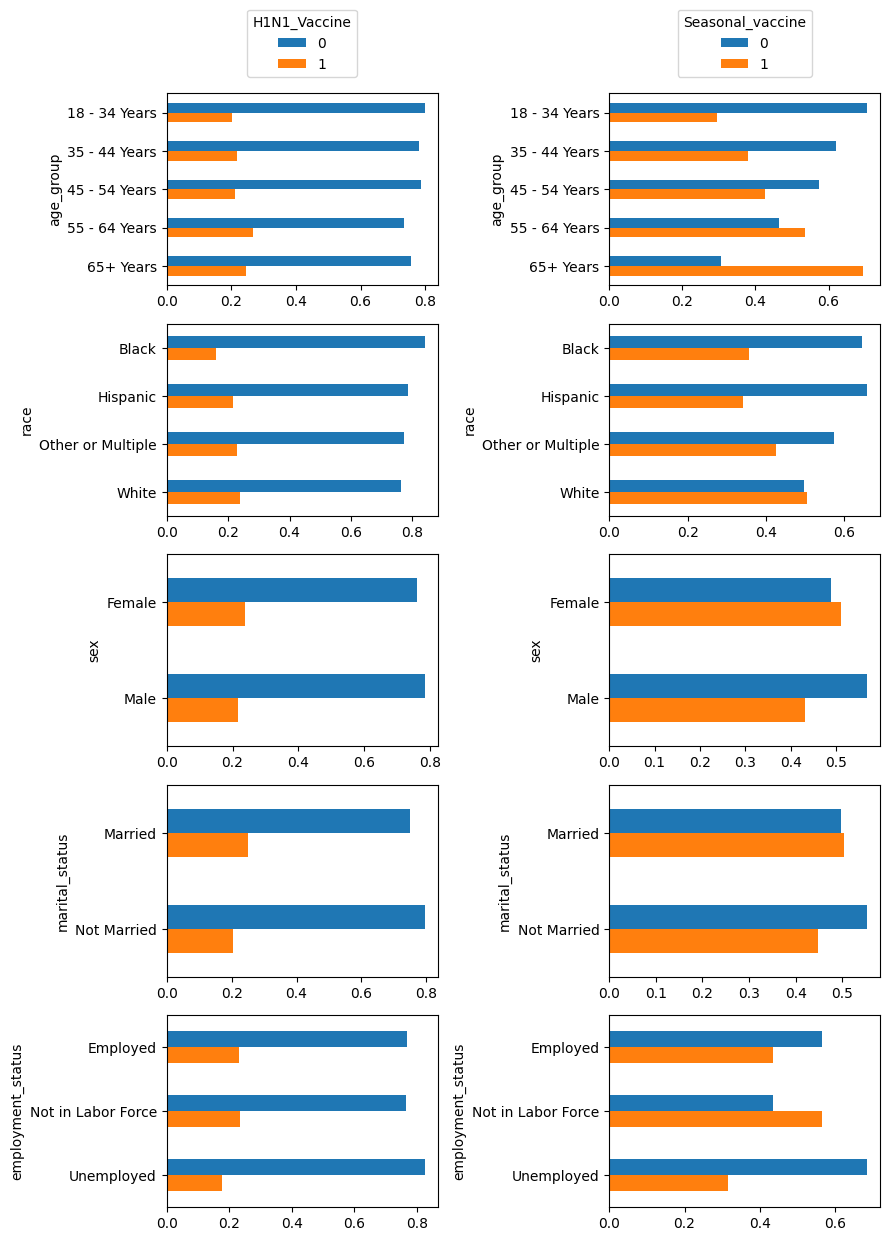 H1N1_Vaccine
0
1
Seasonal_vaccine
0
1
age_group
18 - 34 Years
35 - 44 Years
45 - 54 Years
55 - 64 Years
65+ Years
0.0 0.2 0.4 0.6 0.8
age_group
18 - 34 Years
35 - 44 Years
45 - 54 Years
55 - 64 Years
65+ Years
0.0 0.2 0.4 0.6
race
Black
Hispanic
Other or Multiple
White
0.0 0.2 0.4 0.6 0.8
race
Black
Hispanic
Other or Multiple
White
0.0 0.2 0.4 0.6
sex
Female
Male
0.0 0.2 0.4 0.6 0.8
sex
Female
Male
0.0 0.1 0.2 0.3 0.4 0.5
marital_status
Married
Not Married
0.0 0.2 0.4 0.6 0.8
marital_status
Married
Not Married
0.0 0.1 0.2 0.3 0.4 0.5
employment_status
Employed
Not in Labor Force
Unemployed
0.0 0.2 0.4 0.6 0.8
employment_status
Employed
Not in Labor Force
Unemployed
0.0 0.2 0.4 0.6